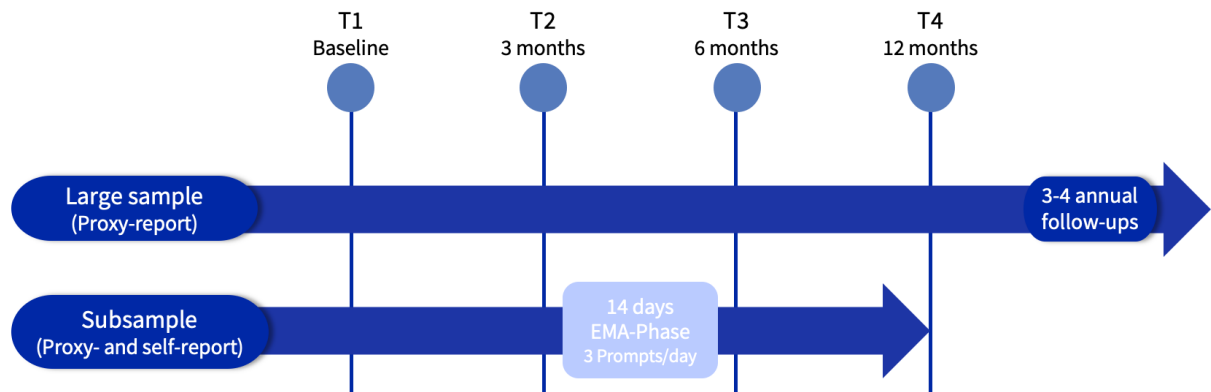 T1
Baseline
T2
3 months
T3
6 months
T4
12 months
Large sample
(Proxy-report)
3-4 annual
follow-ups
Subsample
(Proxy- and self-report)
14 days
EMA-Phase
3 Prompts/day